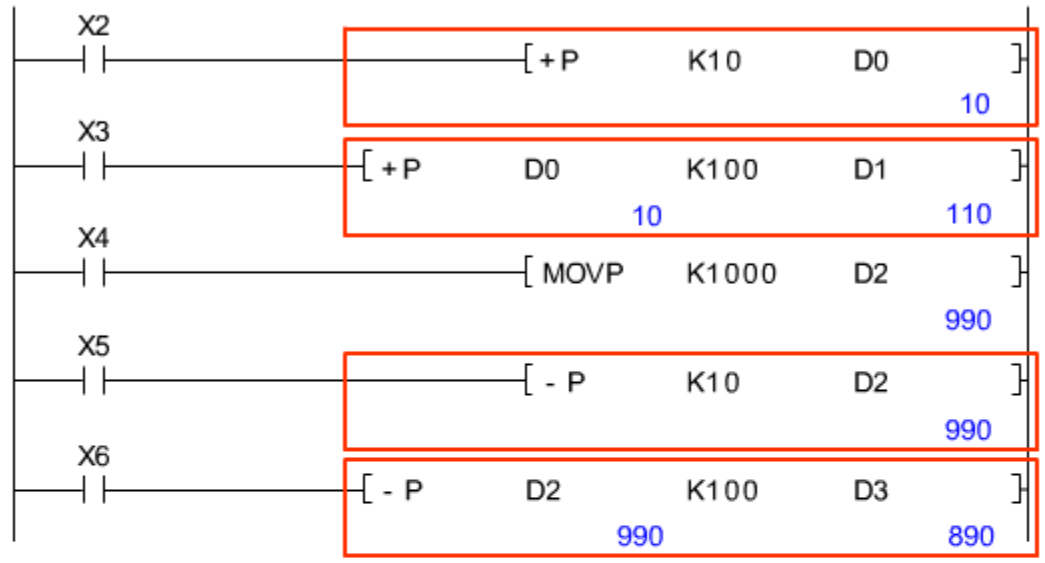 X2
[ +P K10 D0 ]
10
X3
[ +P D0 K100 D1 ]
10 110
X4
[ MOVP K1000 D2 ]
990
X5
[ - P K10 D2 ]
990
X6
[ - P D2 K100 D3 ]
990 890